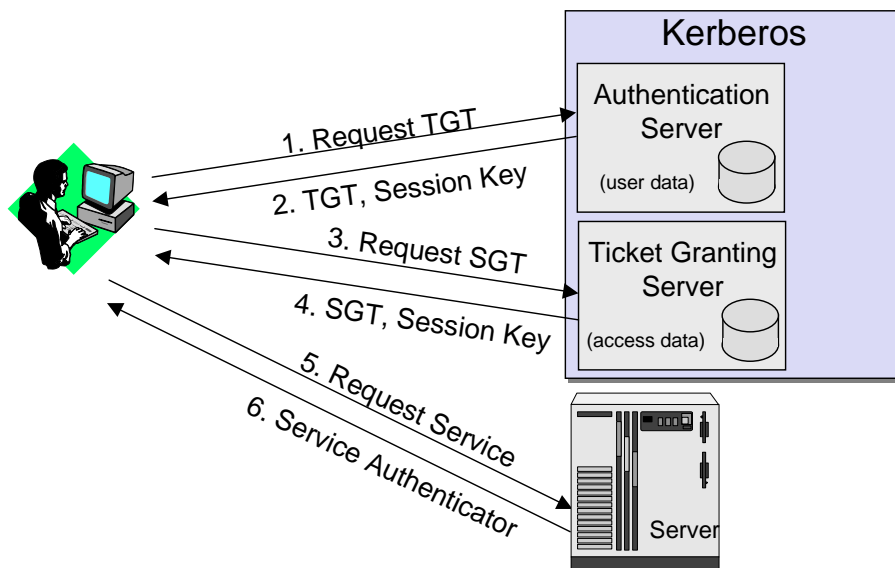 Kerberos
Authentication
Server
(user data)
1. Request TGT
2. TGT, Session Key
3. Request SGT
Ticket Granting
Server
(access data)
4. SGT, Session Key
5. Request Service
6. Service Authenticator
Server